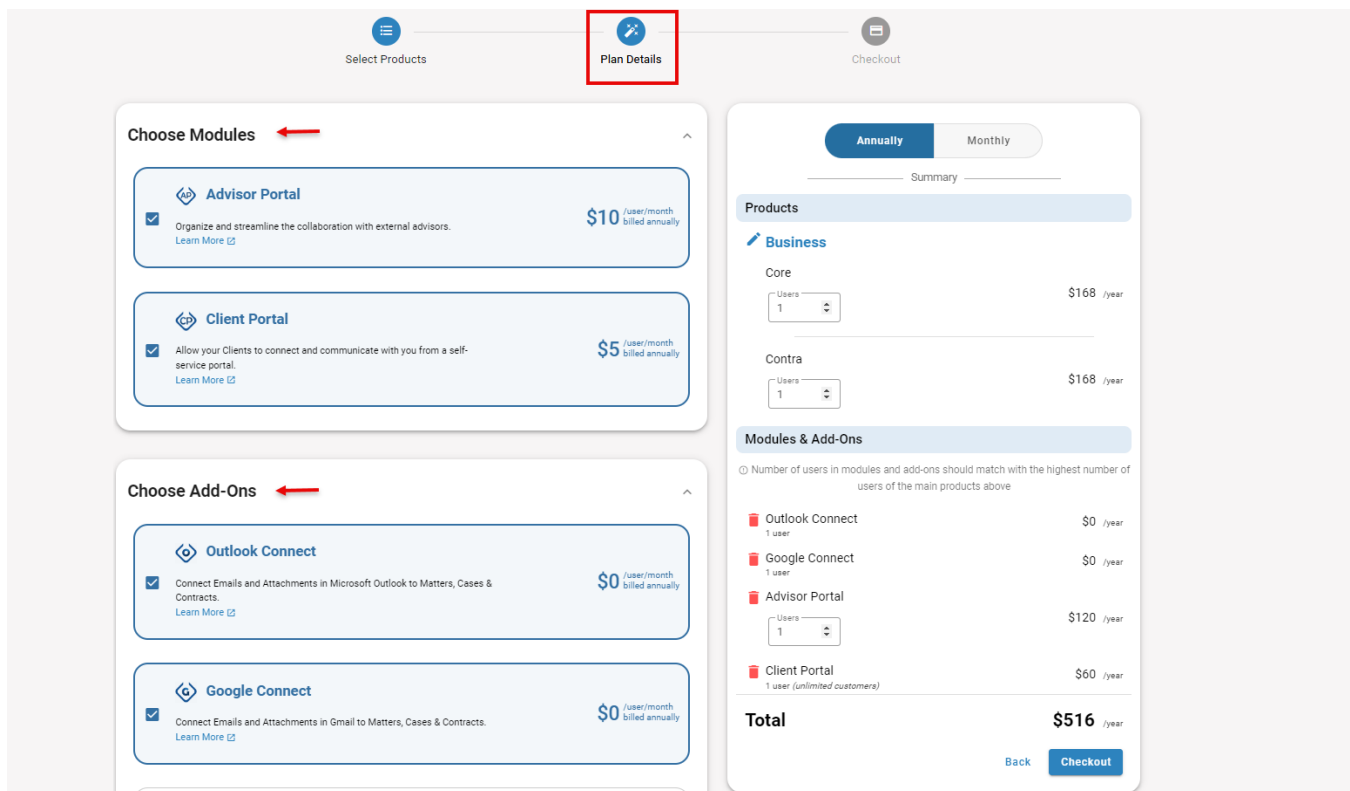 Select Products
Plan Details
Checkout
Choose Modules
AP
Advisor Portal
Organize and streamline the collaboration with external advisors.
Learn More
$10 /user/month
billed annually
CP
Client Portal
Allow your Clients to connect and communicate with you from a self-
service portal.
Learn More
$5 /user/month
billed annually
Choose Add-Ons
Outlook Connect
Connect Emails and Attachments in Microsoft Outlook to Matters, Cases &
Contracts.
Learn More
$0 /user/month
billed annually
G
Google Connect
Connect Emails and Attachments in Gmail to Matters, Cases & Contracts.
Learn More
$0 /user/month
billed annually
Annually
Monthly
Summary
Products
Business
Core
Users
1
$168 /year
Contra
Users
1
$168 /year
Modules & Add-Ons
Number of users in modules and add-ons should match with the highest number of
users of the main products above
Outlook Connect
1 user
$0 /year
Google Connect
1 user
$0 /year
Advisor Portal
Users
1
$120 /year
Client Portal
1 user (unlimited customers)
$60 /year
Total
$516 /year
Back
Checkout